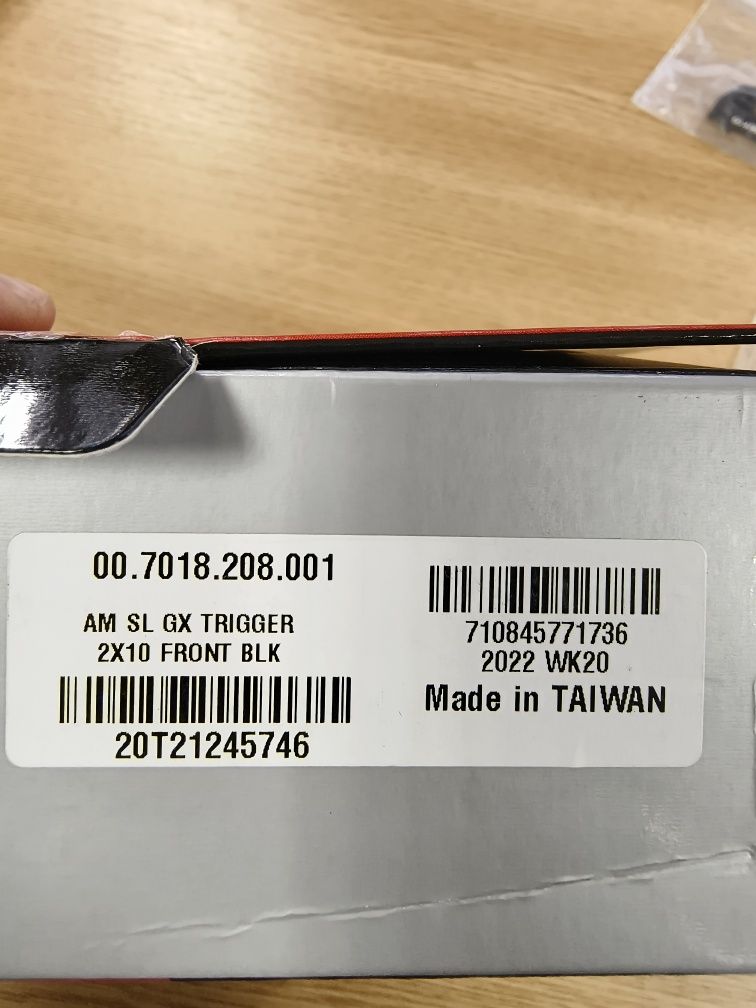 00.7018.208.001
AM SL GX TRIGGER
2X10 FRONT BLK
20T21245746
710845771736
2022 WK20
Made in TAIWAN